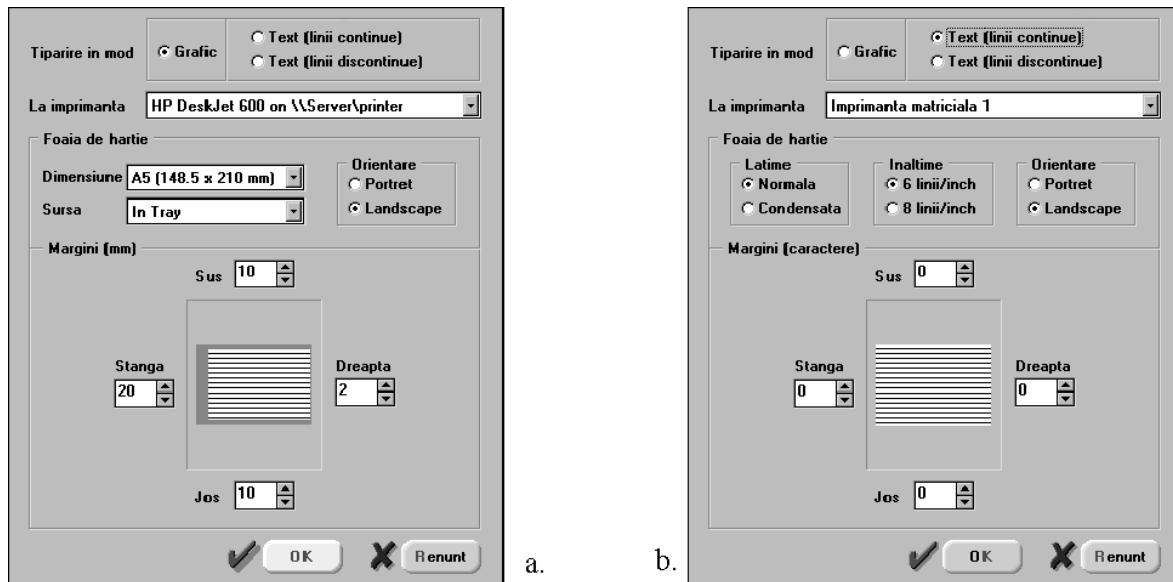 Tiparire in mod
Grafic
Text (linii continue)
Text (linii discontinue)
La imprimanta HP DeskJet 600 on \\Server\printer
Foaia de hartie
Dimensiune A5 (148.5 x 210 mm)
Sursa In Tray
Orientare
Portret
Landscape
Margini (mm)
Sus 10
Stanga
20
Dreapta
2
Jos 10
OK Renunt
a.
Tiparire in mod
Grafic
Text (linii continue)
Text (linii discontinue)
La imprimanta Imprimanta matriciala 1
Foaia de hartie
Latime
Normala
Condensata
Inaltime
6 linii/inch
8 linii/inch
Orientare
Portret
Landscape
Margini (caractere)
Sus 0
Stanga
0
Dreapta
0
Jos 0
OK Renunt
b.